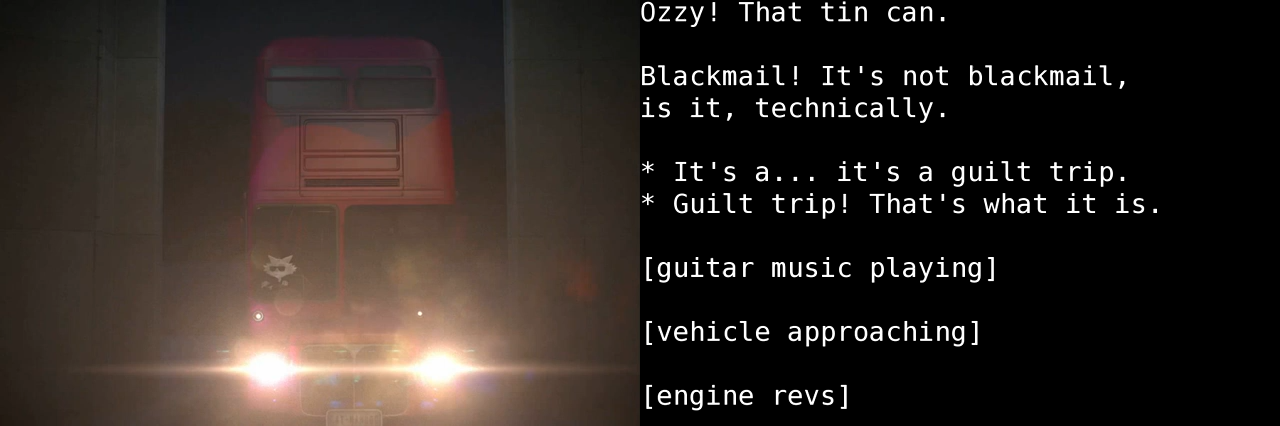 Ozzy! That tin can.
Blackmail! It's not blackmail,
is it, technically.
* It's a... it's a guilt trip.
* Guilt trip! That's what it is.
[guitar music playing]
[vehicle approaching]
[engine revs]